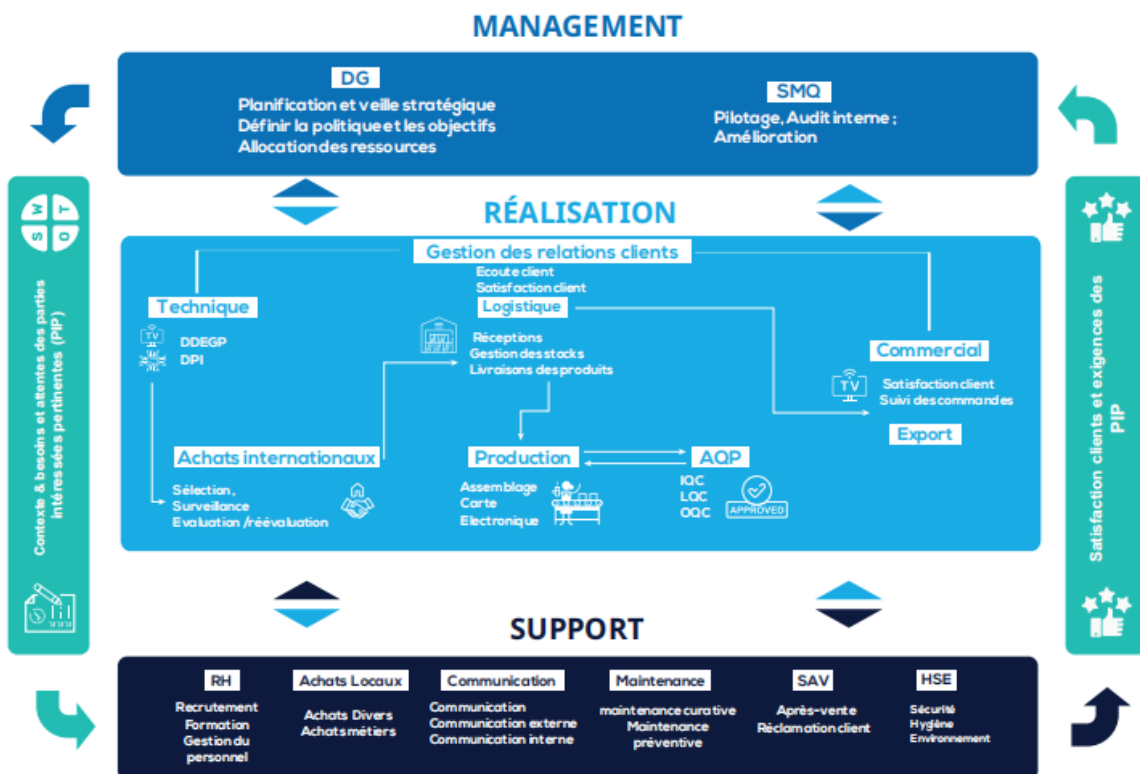 MANAGEMENT
DG
Planification et veille stratégique
Définir la politique et les objectifs
Allocation des ressources
SMQ
Pilotage, Audit interne ;
Amélioration
S W O T
Contexte & besoins et attentes des parties
intéressées pertinentes (PIP)
RÉALISATION
Gestion des relations clients
Ecoute client
Satisfaction client
Technique
TV
DDEGP
DPI
Logistique
Réceptions
Gestion des stocks
Livraisons des produits
Commercial
TV
Satisfaction client
Suivi des commandes
Export
Achats internationaux
Sélection,
Surveillance
Evaluation /réévaluation
Production
Assemblage
Carte
Electronique
AQP
IQC
LQC
OQC
APPROVED
Satisfaction clients et exigences des
PIP
SUPPORT
RH
Recrutement
Formation
Gestion du
personnel
Achats Locaux
Achats Divers
Achats métiers
Communication
Communication
Communication externe
Communication interne
Maintenance
maintenance curative
Maintenance
préventive
SAV
Après-vente
Réclamation client
HSE
Sécurité
Hygiène
Environnement